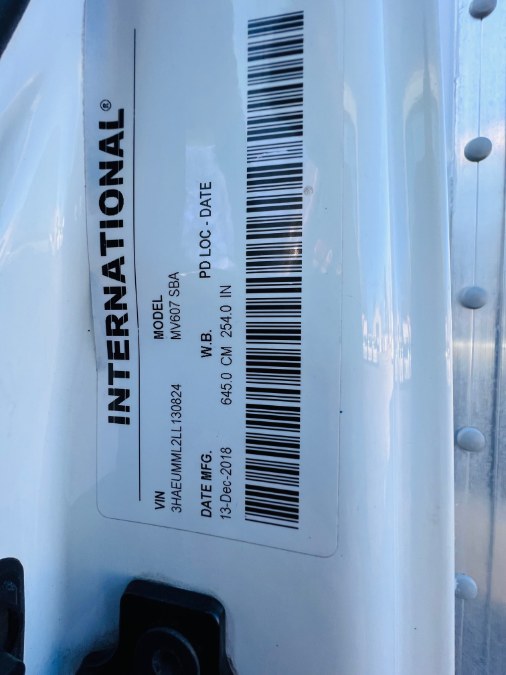 INTERNATIONAL®
VIN MODEL
3HAEUMML2LL130824 MV607 SBA
DATE MFG. W.B. PD LOC - DATE
13-Dec-2018 645.0 CM 254.0 IN